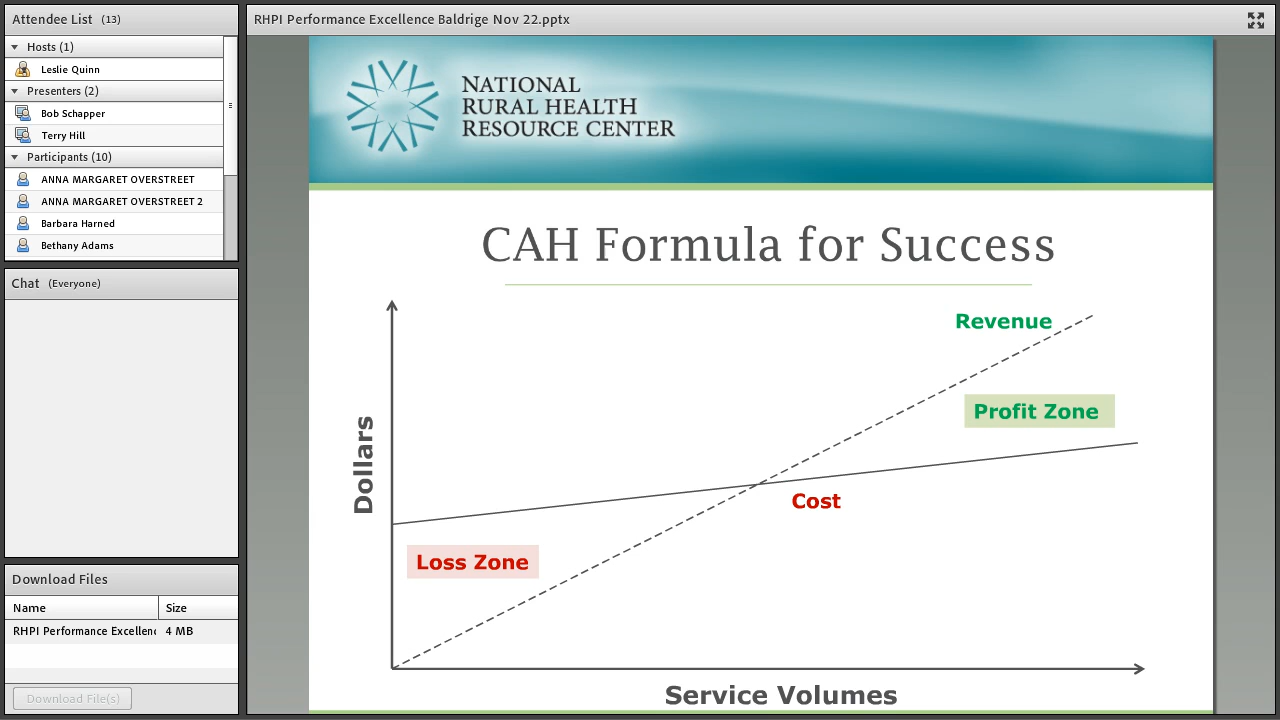 Attendee List (13)
Hosts (1)
Leslie Quinn
Presenters (2)
Bob Schapper
Terry Hill
Participants (10)
ANNA MARGARET OVERSTREET
ANNA MARGARET OVERSTREET 2
Barbara Harned
Bethany Adams
Chat (Everyone)
Download Files
Name Size
RHPI Performance Excellenc 4 MB
Download File(s)
RHPI Performance Excellence Baldrige Nov 22.pptx
NATIONAL
RURAL HEALTH
RESOURCE CENTER
CAH Formula for Success
Revenue
Profit Zone
Dollars
Cost
Loss Zone
Service Volumes